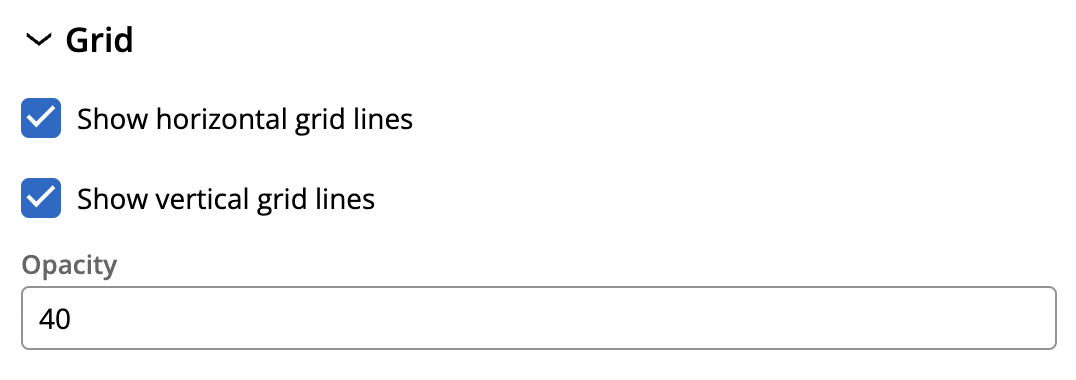 Grid
Show horizontal grid lines
Show vertical grid lines
Opacity
40